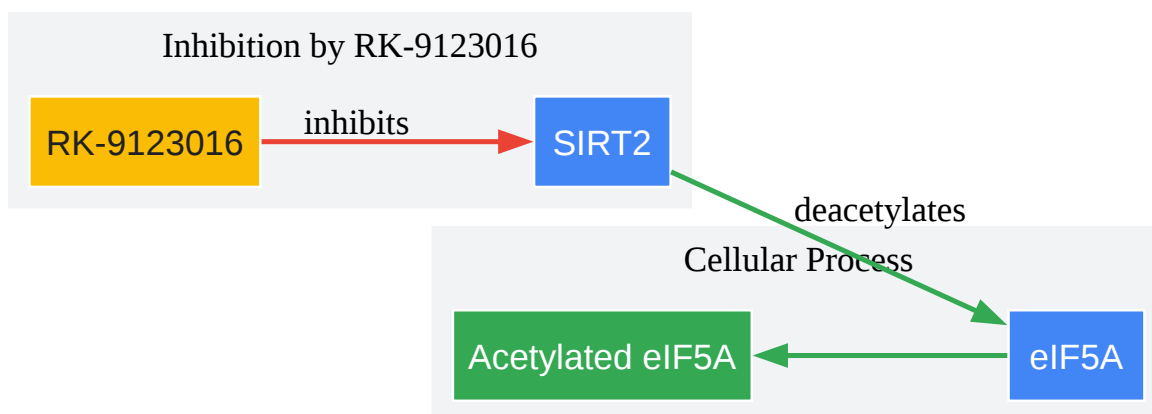 Inhibition by RK-9123016
RK-9123016
inhibits
SIRT2
deacetylates
Cellular Process
Acetylated eIF5A
eIF5A